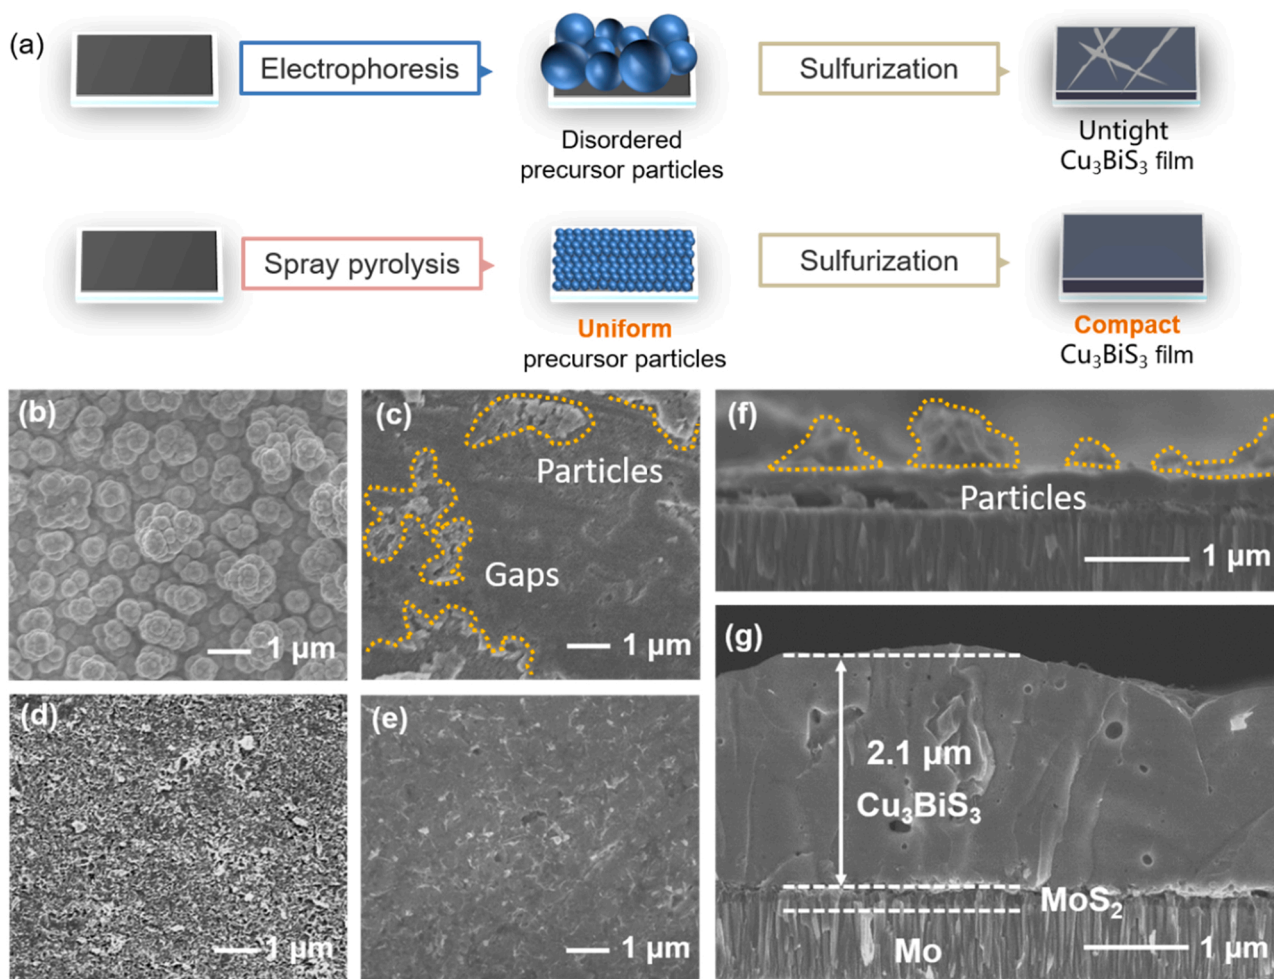 (a)
Electrophoresis
Disordered
precursor particles
Sulfurization
Untight
Cu₃BiS₃ film
Spray pyrolysis
Uniform
precursor particles
Sulfurization
Compact
Cu₃BiS₃ film
(b)
1 μm
(c)
Particles
Gaps
1 μm
(d)
1 μm
(e)
1 μm
(f)
Particles
1 μm
(g)
2.1 μm
Cu₃BiS₃
MoS₂
Mo
1 μm